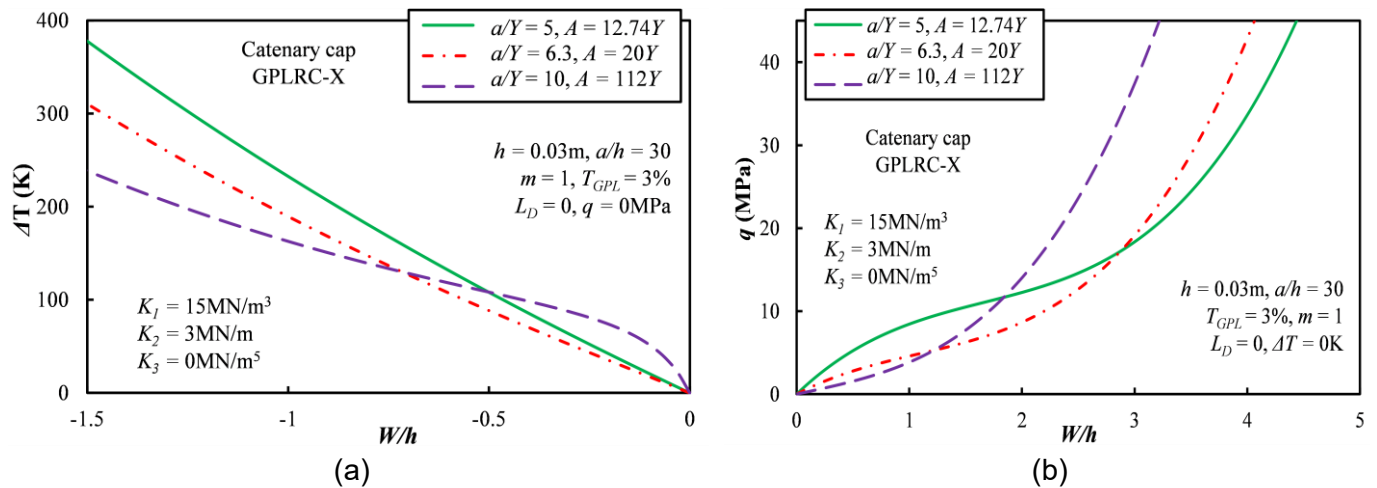 400
300
200
100
0
ΔT (K)
Catenary cap
GPLRC-X
a/Y = 5, A = 12.74Y
a/Y = 6.3, A = 20Y
a/Y = 10, A = 112Y
h = 0.03m, a/h = 30
m = 1, T_GPL = 3%
L_D = 0, q = 0MPa
K_1 = 15MN/m³
K_2 = 3MN/m
K_3 = 0MN/m⁵
-1.5 -1 -0.5 0
W/h
(a)
40
30
20
10
0
q (MPa)
a/Y = 5, A = 12.74Y
a/Y = 6.3, A = 20Y
a/Y = 10, A = 112Y
Catenary cap
GPLRC-X
K_1 = 15MN/m³
K_2 = 3MN/m
K_3 = 0MN/m⁵
h = 0.03m, a/h = 30
T_GPL = 3%, m = 1
L_D = 0, ΔT = 0K
0 1 2 3 4 5
W/h
(b)